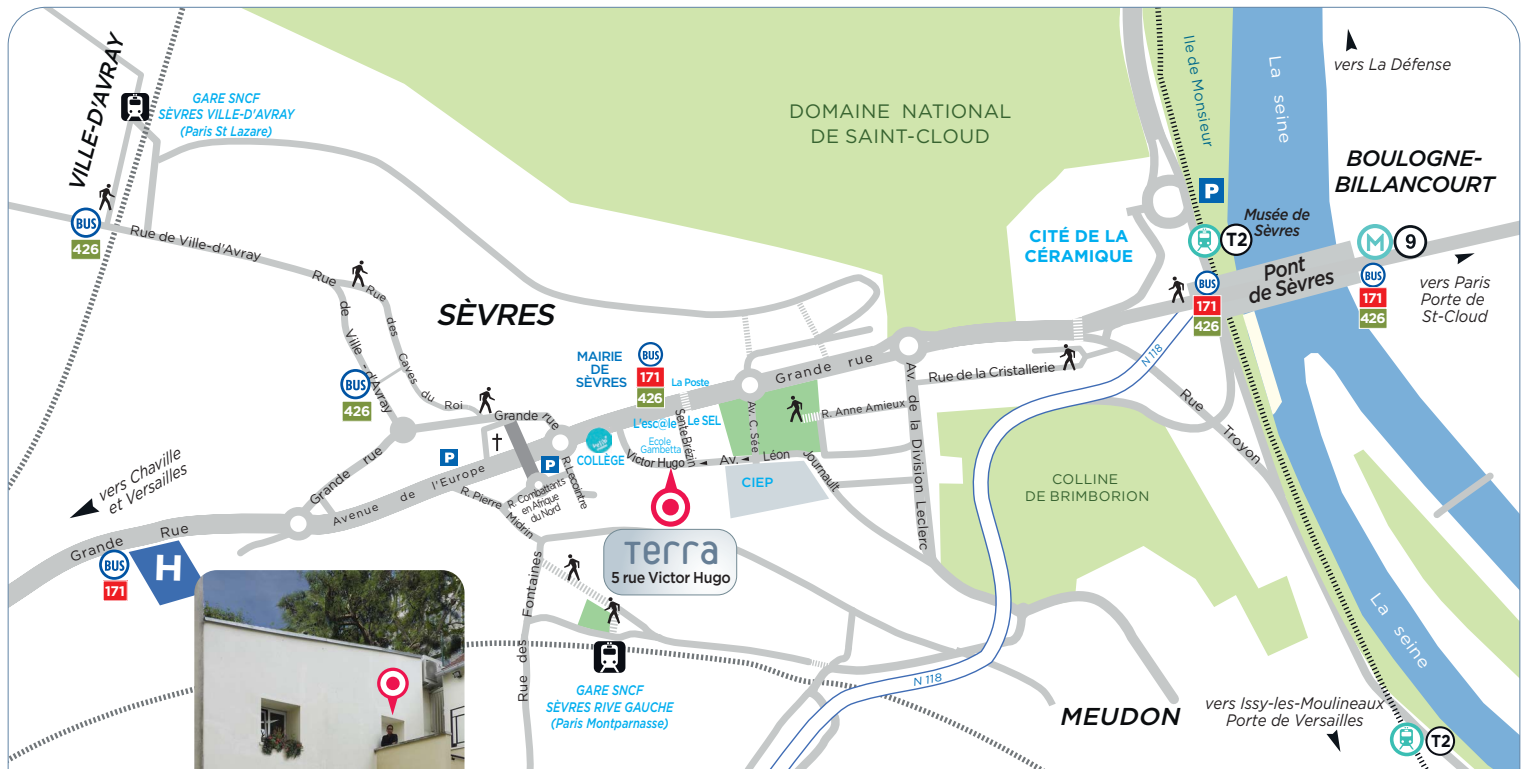 VILLE-D'AVRAY
GARE SNCF
SÈVRES VILLE-D'AVRAY
(Paris St Lazare)
BUS
426
Rue de Ville-d'Avray
Rue de Ville-d'Avray
Rue des Caves du Roi
BUS
426
SÈVRES
DOMAINE NATIONAL
DE SAINT-CLOUD
Ile de Monsieur
La seine
vers La Défense
BOULOGNE-
BILLANCOURT
P
T2
Musée de
Sèvres
M
9
CITÉ DE LA
CÉRAMIQUE
Pont
de Sèvres
BUS
171
426
BUS
171
426
vers Paris
Porte de
St-Cloud
MAIRIE
DE
SÈVRES
BUS
171
426
La Poste
Grande rue
N 118
Rue de la Cristallerie
Av. de la Division Leclerc
Rue Troyon
Grande rue
L'esc@le
Le SEL
Sente Brézin
Av. C. Sée
R. Anne Amieux
Ecole
Gambetta
COLLÈGE
Victor Hugo
Av. Léon Journault
CIEP
COLLINE
DE BRIMBORION
P
P
R. Lecointre
R. Combattants
en Afrique
du Nord
R. Pierre Midrin
Grande rue
Avenue de l'Europe
vers Chaville
et Versailles
Grande Rue
BUS
171
H
Terra
5 rue Victor Hugo
Rue des Fontaines
GARE SNCF
SÈVRES RIVE GAUCHE
(Paris Montparnasse)
N 118
MEUDON
La seine
vers Issy-les-Moulineaux
Porte de Versailles
T2